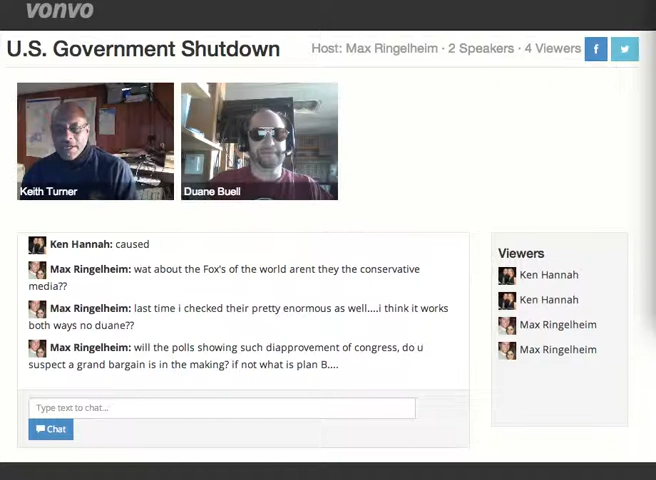 vonvo
U.S. Government Shutdown
Host: Max Ringelheim · 2 Speakers · 4 Viewers
Keith Turner
Duane Buell
Ken Hannah: caused
Max Ringelheim: wat about the Fox's of the world arent they the conservative
media??
Max Ringelheim: last time i checked their pretty enormous as well....i think it works
both ways no duane??
Max Ringelheim: will the polls showing such diapprovement of congress, do u
suspect a grand bargain is in the making? if not what is plan B....
Type text to chat...
Chat
Viewers
Ken Hannah
Ken Hannah
Max Ringelheim
Max Ringelheim